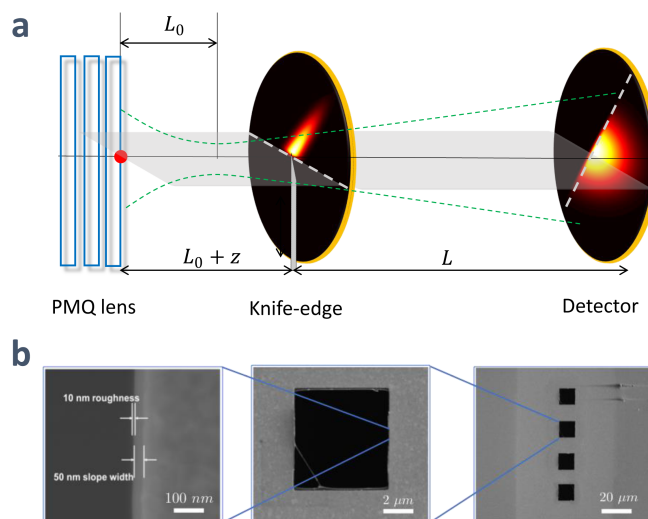 a
L₀
L₀ + z
L
PMQ lens
Knife-edge
Detector
b
10 nm roughness
50 nm slope width
100 nm
2 μm
20 μm